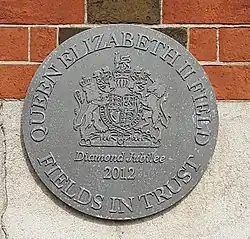 QUEEN ELIZABETH II FIELD
Diamond Jubilee
2012
FIELDS IN TRUST